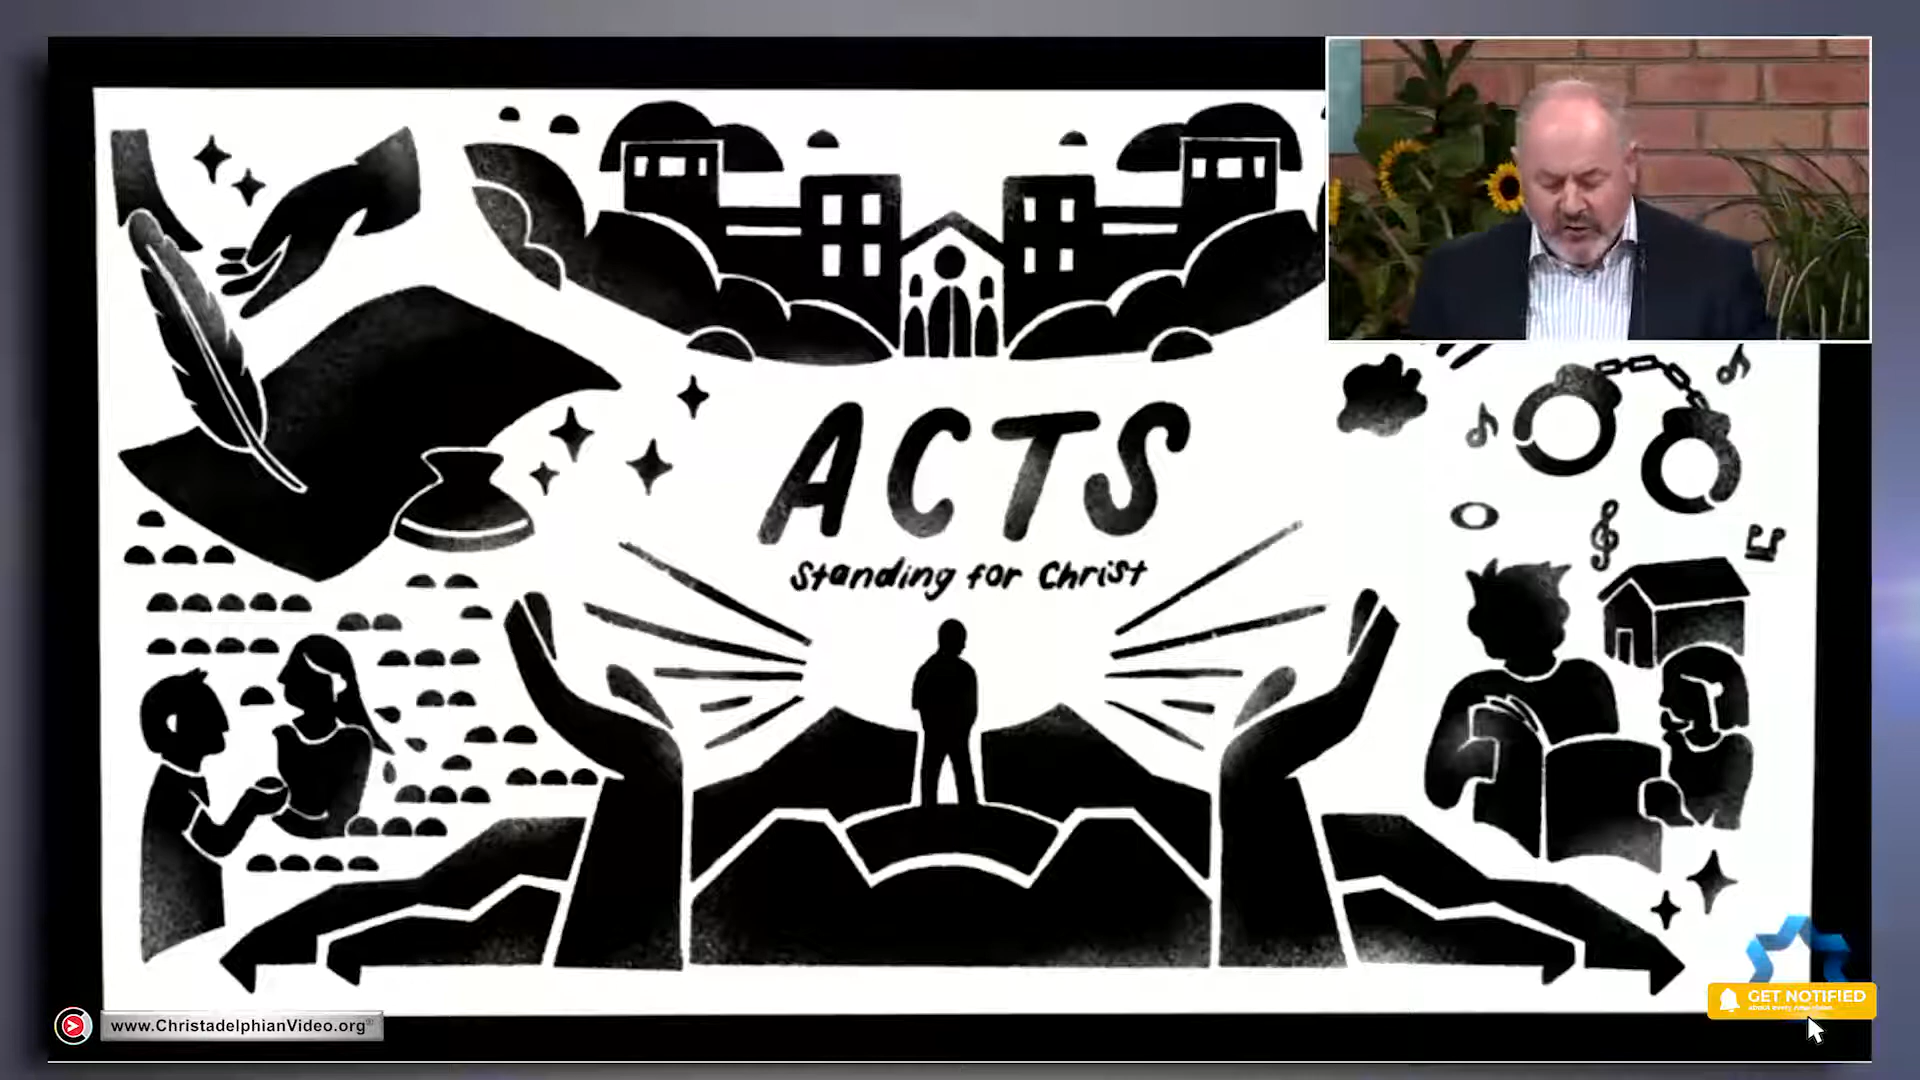 ACTS
Standing for Christ
www.ChristadelphianVideo.org
GET NOTIFIED